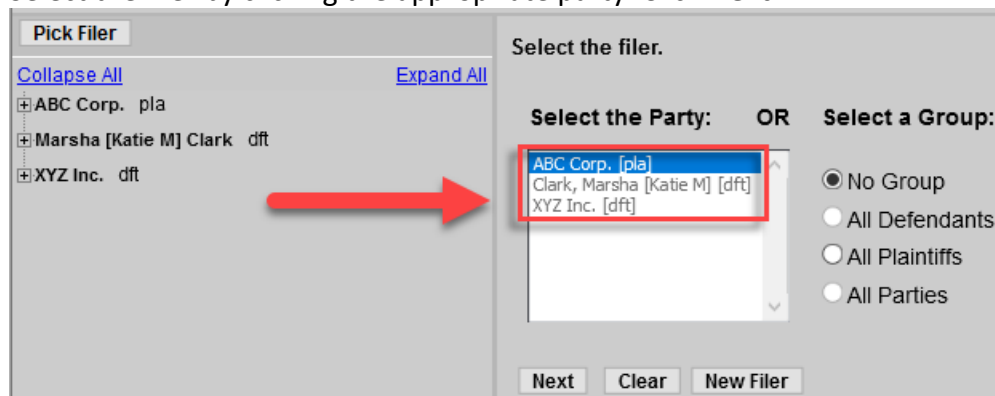 Pick Filer
Collapse All Expand All
ABC Corp. pla
Marsha [Katie M] Clark dft
XYZ Inc. dft
Select the filer.
Select the Party: OR Select a Group:
ABC Corp. [pla]
Clark, Marsha [Katie M] [dft]
XYZ Inc. [dft]
No Group
All Defendants
All Plaintiffs
All Parties
Next Clear New Filer